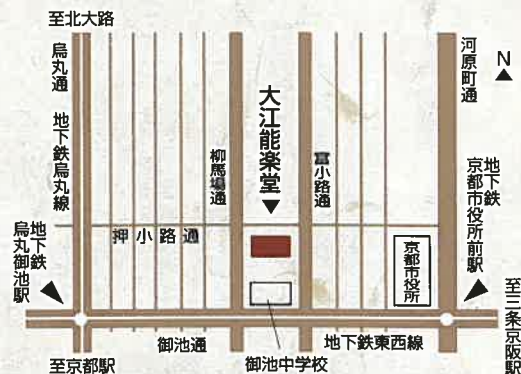 至北大路
烏丸通
地下鉄烏丸線
地下鉄
烏丸御池駅
押小路通
柳馬場通
大江能楽堂
富小路通
河原町通
N
地下鉄
京都市役所前駅
京都市役所
至三条京阪駅
御池通
地下鉄東西線
御池中学校
至京都駅